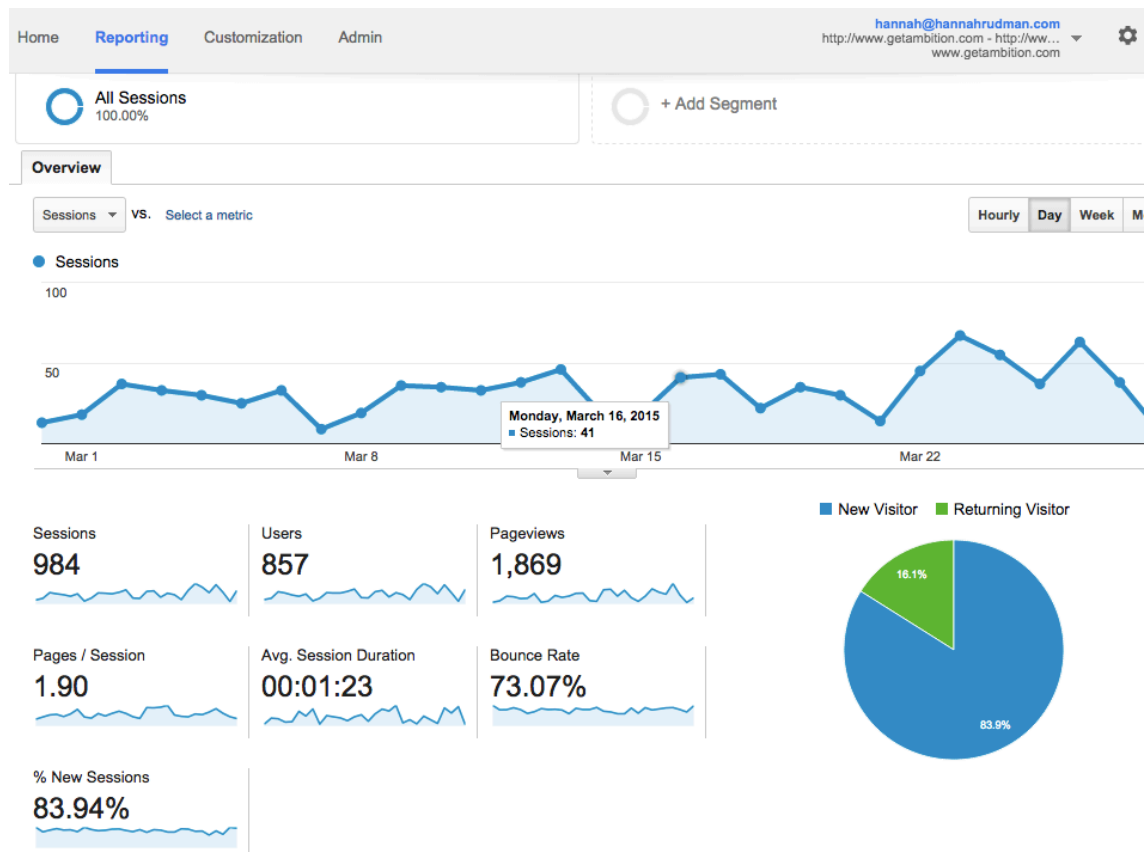 Home Reporting Customization Admin
hannah@hannahrudman.com
http://www.getambition.com - http://ww...
www.getambition.com
All Sessions
100.00%
+ Add Segment
Overview
Sessions VS. Select a metric
Hourly Day Week M
Sessions
100
50
Monday, March 16, 2015
Sessions: 41
Mar 1 Mar 8 Mar 15 Mar 22
New Visitor Returning Visitor
Sessions
984
Users
857
Pageviews
1,869
Pages / Session
1.90
Avg. Session Duration
00:01:23
Bounce Rate
73.07%
% New Sessions
83.94%
16.1%
83.9%